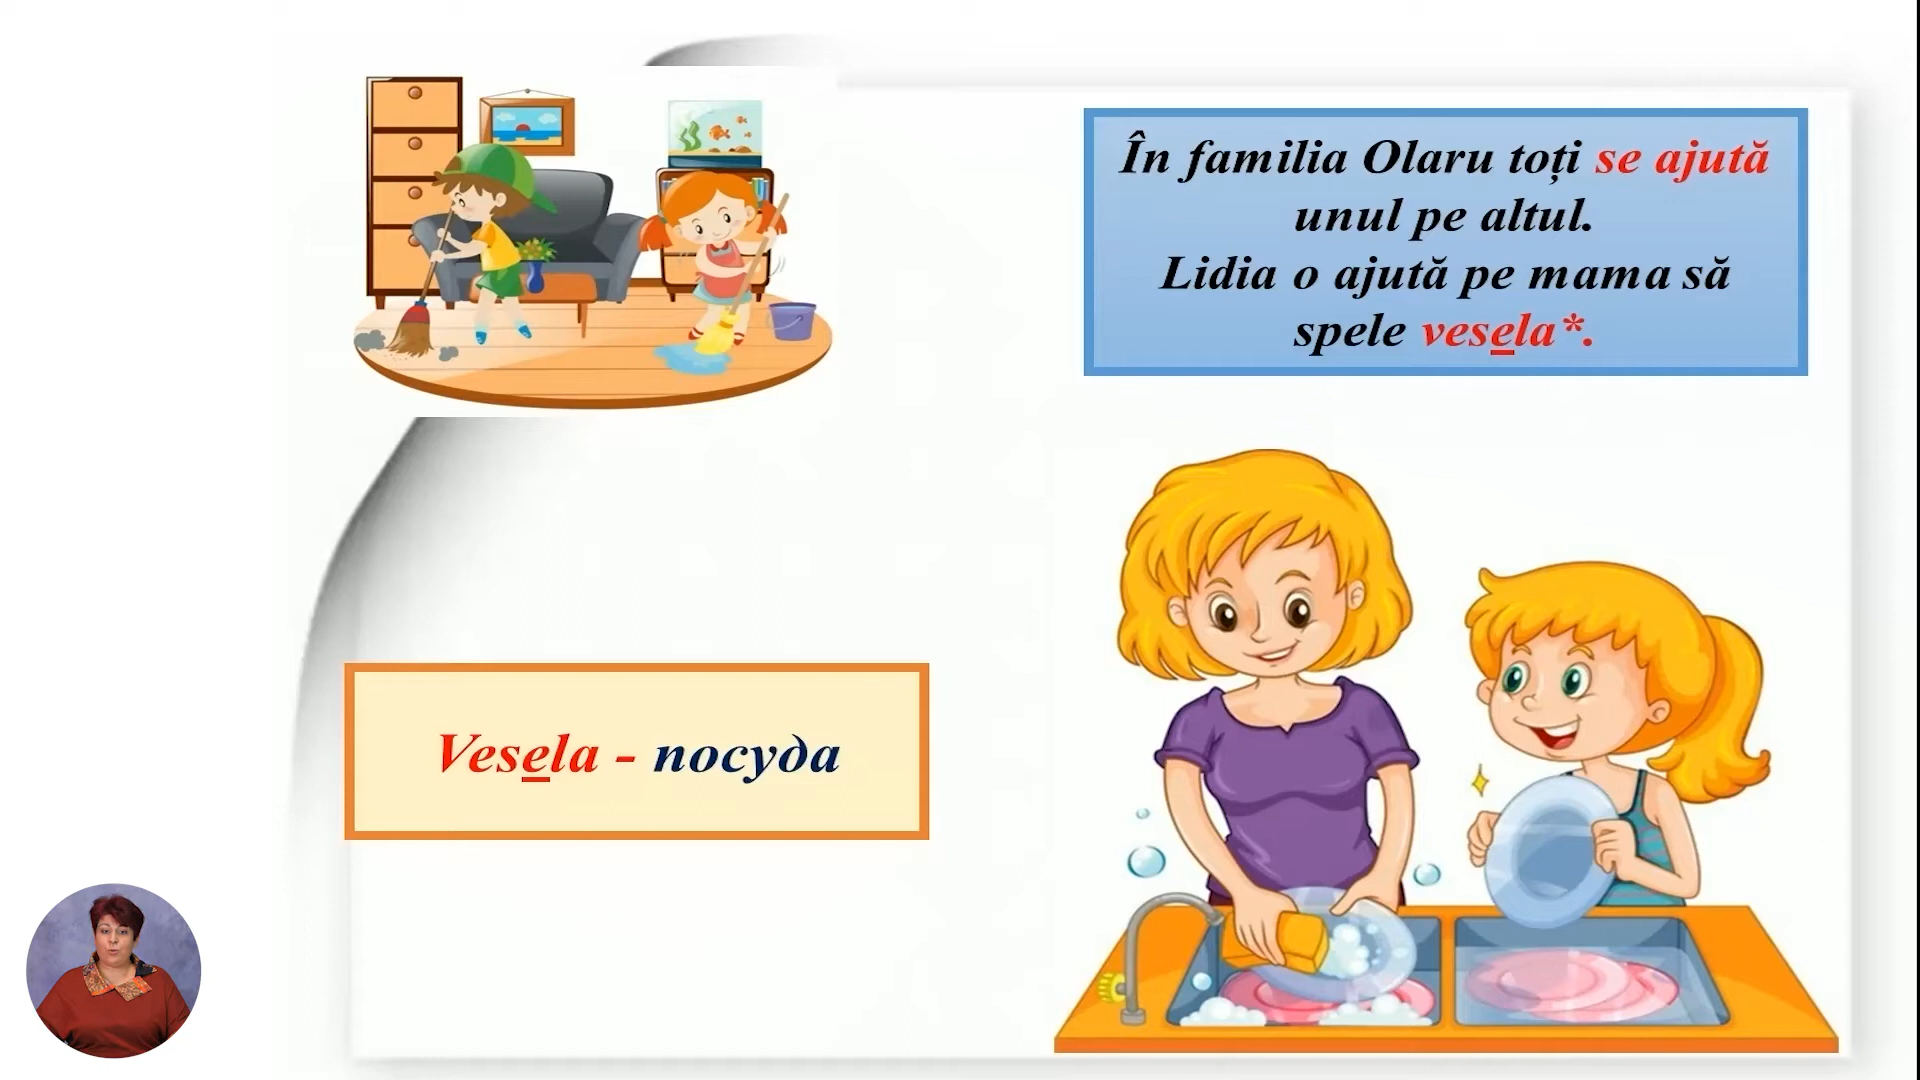 În familia Olaru toți se ajută
unul pe altul.
Lidia o ajută pe mama să
spele vesela*.
Vesela - посуда